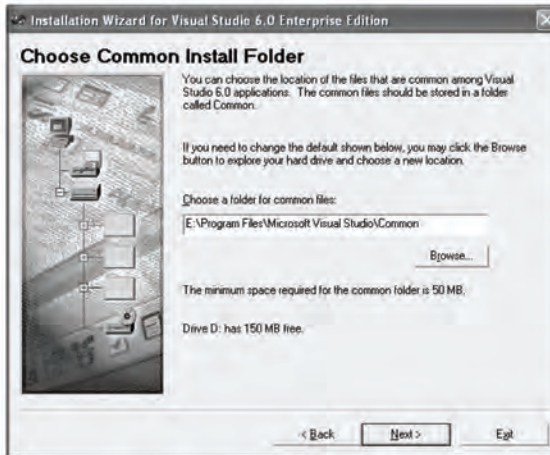 Installation Wizard for Visual Studio 6.0 Enterprise Edition
Choose Common Install Folder
You can choose the location of the files that are common among Visual
Studio 6.0 applications. The common files should be stored in a folder
called Common.
If you need to change the default shown below, you may click the Browse
button to explore your hard drive and choose a new location.
Choose a folder for common files:
E:\Program Files\Microsoft Visual Studio\Common
Browse...
The minimum space required for the common folder is 50 MB.
Drive D: has 150 MB free.
< Back
Next >
Exit